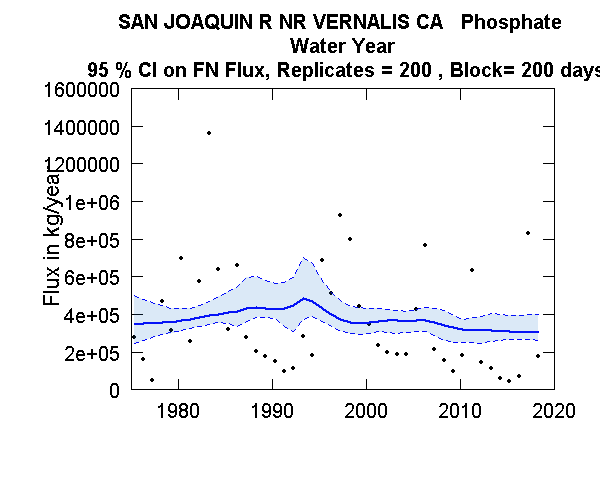 SAN JOAQUIN R NR VERNALIS CA Phosphate
Water Year
95 % CI on FN Flux, Replicates = 200 , Block= 200 days
1600000
1400000
1200000
1e+06
8e+05
6e+05
4e+05
2e+05
0
Flux in kg/year
1980 1990 2000 2010 2020